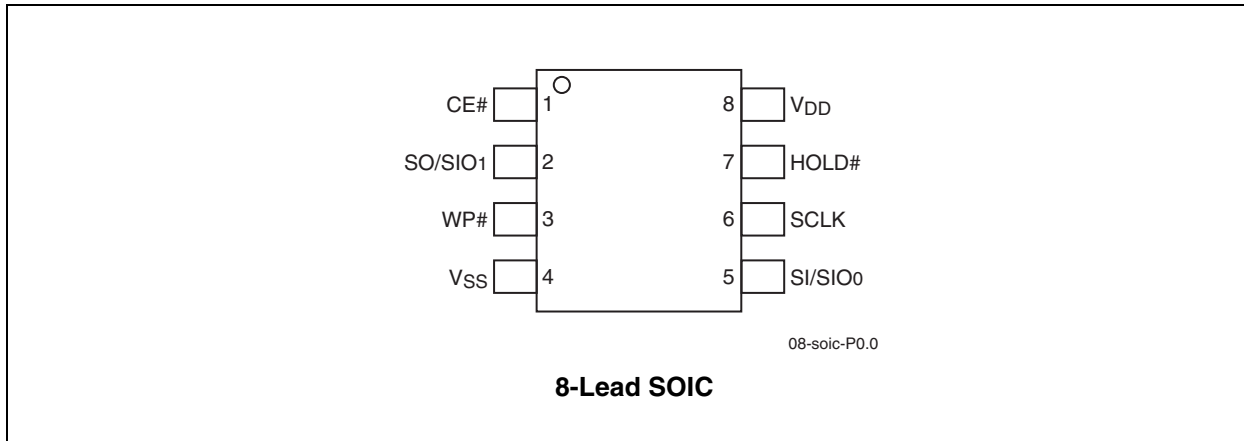 CE# 1 8 VDD
SO/SIO1 2 7 HOLD#
WP# 3 6 SCLK
VSS 4 5 SI/SIO0
08-soic-P0.0
8-Lead SOIC